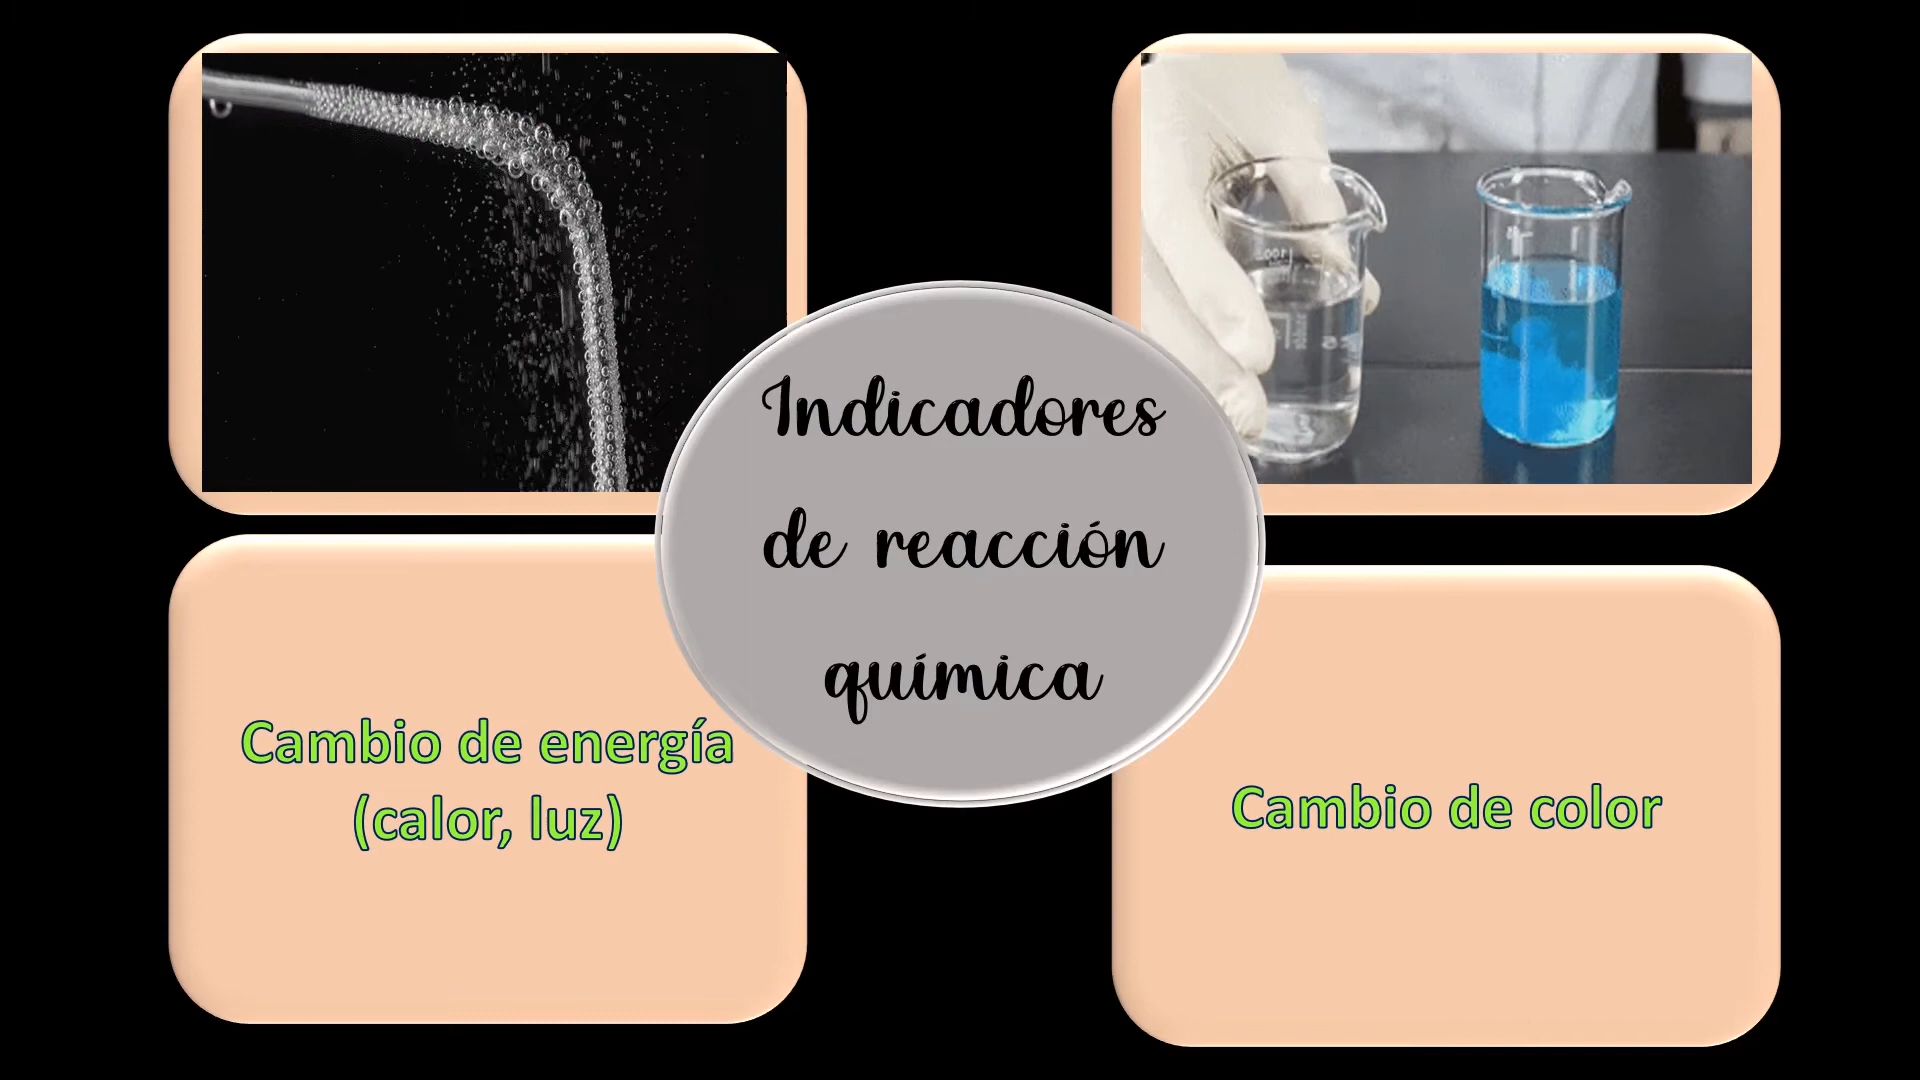 Indicadores
de reacción
química
Cambio de energía
(calor, luz)
Cambio de color